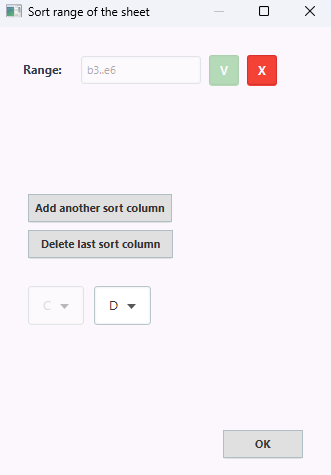 Sort range of the sheet
Range: b3..e6 V X
Add another sort column
Delete last sort column
C D
OK